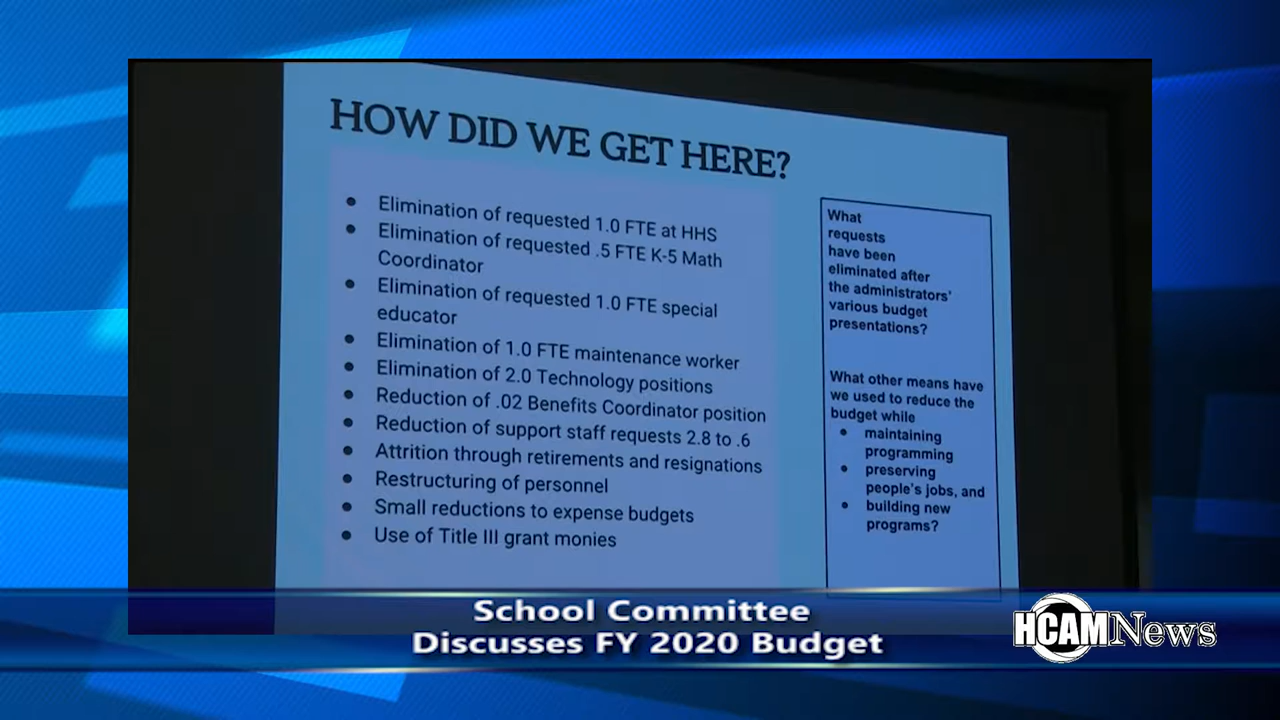 HOW DID WE GET HERE?
● Elimination of requested 1.0 FTE at HHS
● Elimination of requested .5 FTE K-5 Math
Coordinator
● Elimination of requested 1.0 FTE special
educator
● Elimination of 1.0 FTE maintenance worker
● Elimination of 2.0 Technology positions
● Reduction of .02 Benefits Coordinator position
● Reduction of support staff requests 2.8 to .6
● Attrition through retirements and resignations
● Restructuring of personnel
● Small reductions to expense budgets
● Use of Title III grant monies
What
requests
have been
eliminated after
the administrators'
various budget
presentations?
What other means have
we used to reduce the
budget while
● maintaining
programming
● preserving
people's jobs, and
● building new
programs?
School Committee
Discusses FY 2020 Budget
HCAMNews